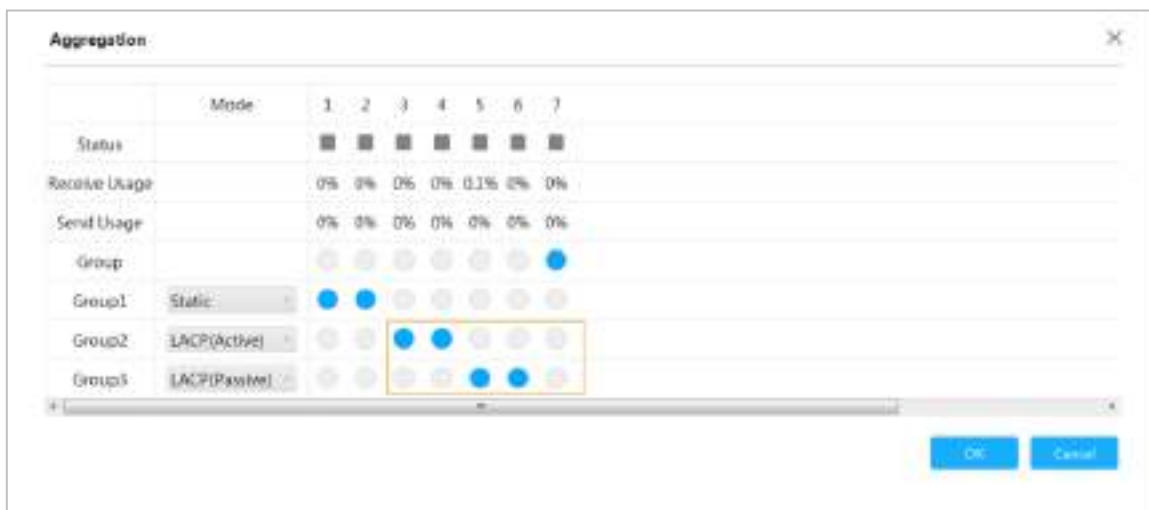 Aggregation
Mode 1 2 3 4 5 6 7
Status
Receive Usage 0% 0% 0% 0% 0.1% 0% 0%
Send Usage 0% 0% 0% 0% 0% 0% 0%
Group
Group1 Static
Group2 LACP(Active)
Group3 LACP(Passive)
OK Cancel